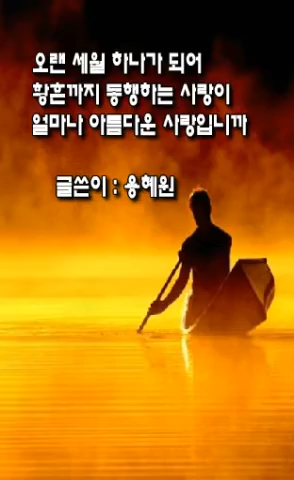 오랜 세월 하나가 되어
황혼까지 동행하는 사랑이
얼마나 아름다운 사랑입니까
글쓴이 : 용혜원